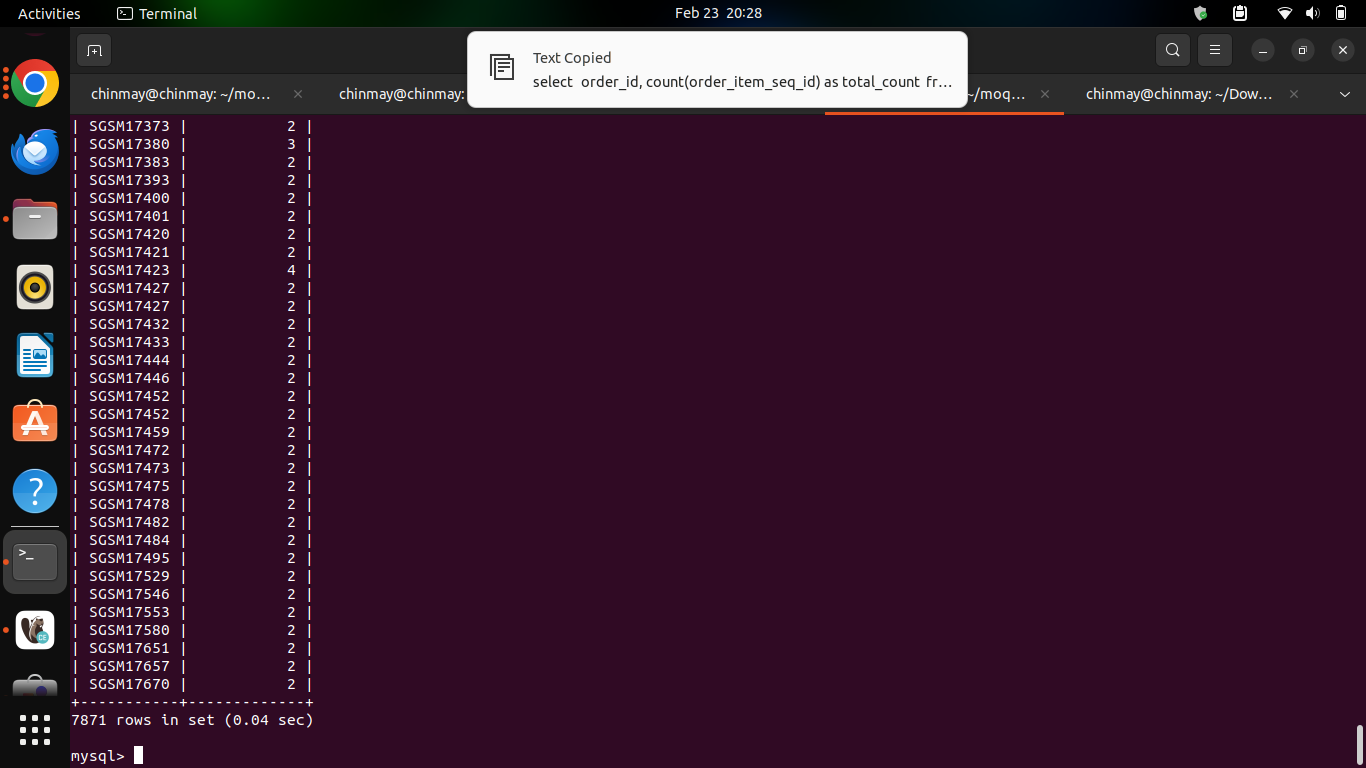 Activities Terminal Feb 23 20:28
Text Copied
select order_id, count(order_item_seq_id) as total_count fr...
chinmay@chinmay: ~/mo... × chinmay@chinmay: ~/moq... × chinmay@chinmay: ~/Dow... ×
| SGSM17373 | 2 |
| SGSM17380 | 3 |
| SGSM17383 | 2 |
| SGSM17393 | 2 |
| SGSM17400 | 2 |
| SGSM17401 | 2 |
| SGSM17420 | 2 |
| SGSM17421 | 2 |
| SGSM17423 | 4 |
| SGSM17427 | 2 |
| SGSM17427 | 2 |
| SGSM17432 | 2 |
| SGSM17433 | 2 |
| SGSM17444 | 2 |
| SGSM17446 | 2 |
| SGSM17452 | 2 |
| SGSM17452 | 2 |
| SGSM17459 | 2 |
| SGSM17472 | 2 |
| SGSM17473 | 2 |
| SGSM17475 | 2 |
| SGSM17478 | 2 |
| SGSM17482 | 2 |
| SGSM17484 | 2 |
| SGSM17495 | 2 |
| SGSM17529 | 2 |
| SGSM17546 | 2 |
| SGSM17553 | 2 |
| SGSM17580 | 2 |
| SGSM17651 | 2 |
| SGSM17657 | 2 |
| SGSM17670 | 2 |
+-----------+-------------+
7871 rows in set (0.04 sec)
mysql>